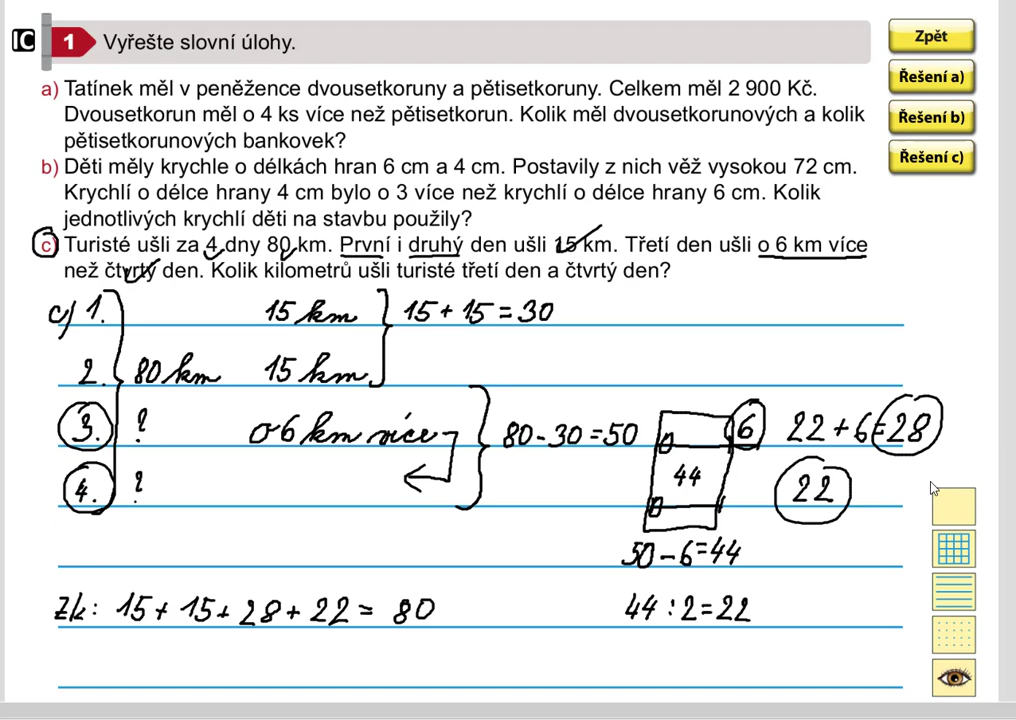 IC 1 Vyřešte slovní úlohy.
Zpět
Řešení a)
Řešení b)
Řešení c)
a) Tatínek měl v peněžence dvousetkoruny a pětisetkoruny. Celkem měl 2 900 Kč.
Dvousetkorun měl o 4 ks více než pětisetkorun. Kolik měl dvousetkorunových a kolik
pětisetkorunových bankovek?
b) Děti měly krychle o délkách hran 6 cm a 4 cm. Postavily z nich věž vysokou 72 cm.
Krychlí o délce hrany 4 cm bylo o 3 více než krychlí o délce hrany 6 cm. Kolik
jednotlivých krychlí děti na stavbu použily?
c) Turisté ušli za 4 dny 80 km. První i druhý den ušli 15 km. Třetí den ušli o 6 km více
než čtvrtý den. Kolik kilometrů ušli turisté třetí den a čtvrtý den?
c) 1. 15 km 15 + 15 = 30
2. 80 km 15 km
3. ? o 6 km více 80 - 30 = 50 6 22 + 6 = 28
4. ? 44 22
50 - 6 = 44
Zk: 15 + 15 + 28 + 22 = 80 44 : 2 = 22